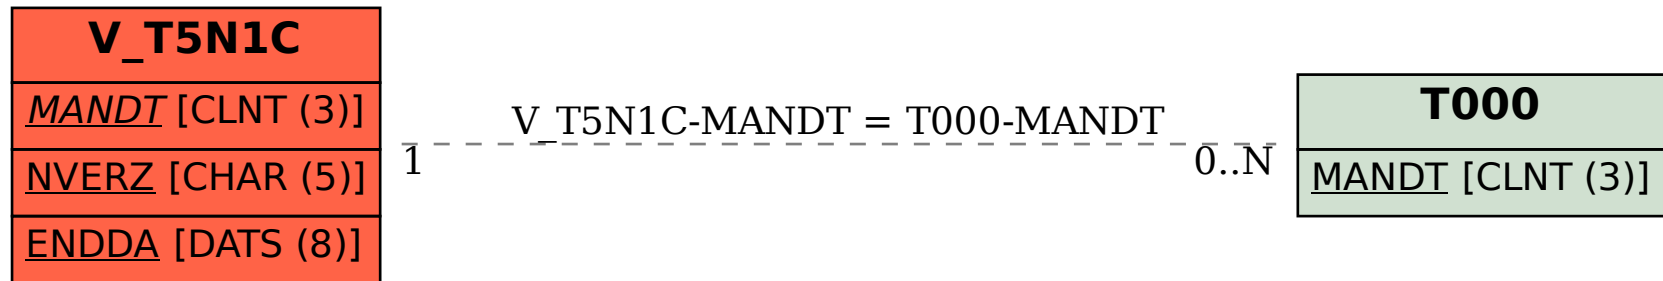 V_T5N1C
MANDT [CLNT (3)]
NVERZ [CHAR (5)]
ENDDA [DATS (8)]
V_T5N1C-MANDT = T000-MANDT
1
0..N
T000
MANDT [CLNT (3)]